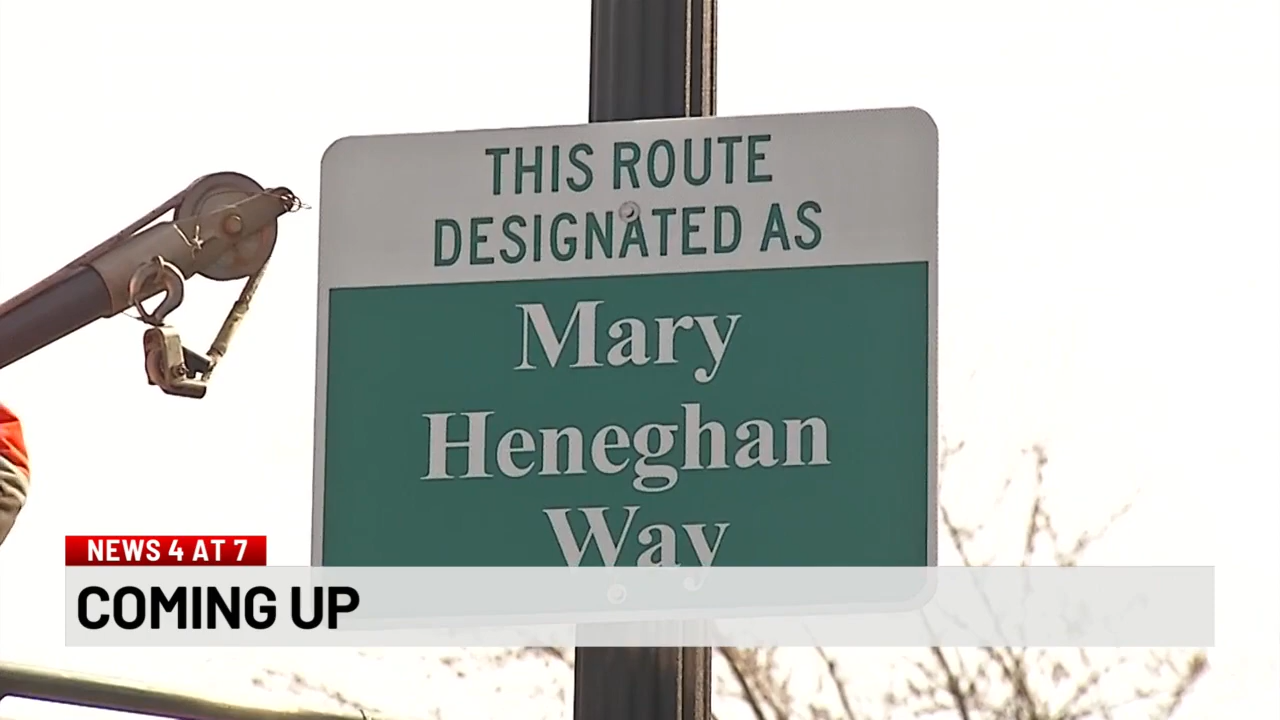 THIS ROUTE
DESIGNATED AS
Mary
Heneghan
Way
NEWS 4 AT 7
COMING UP